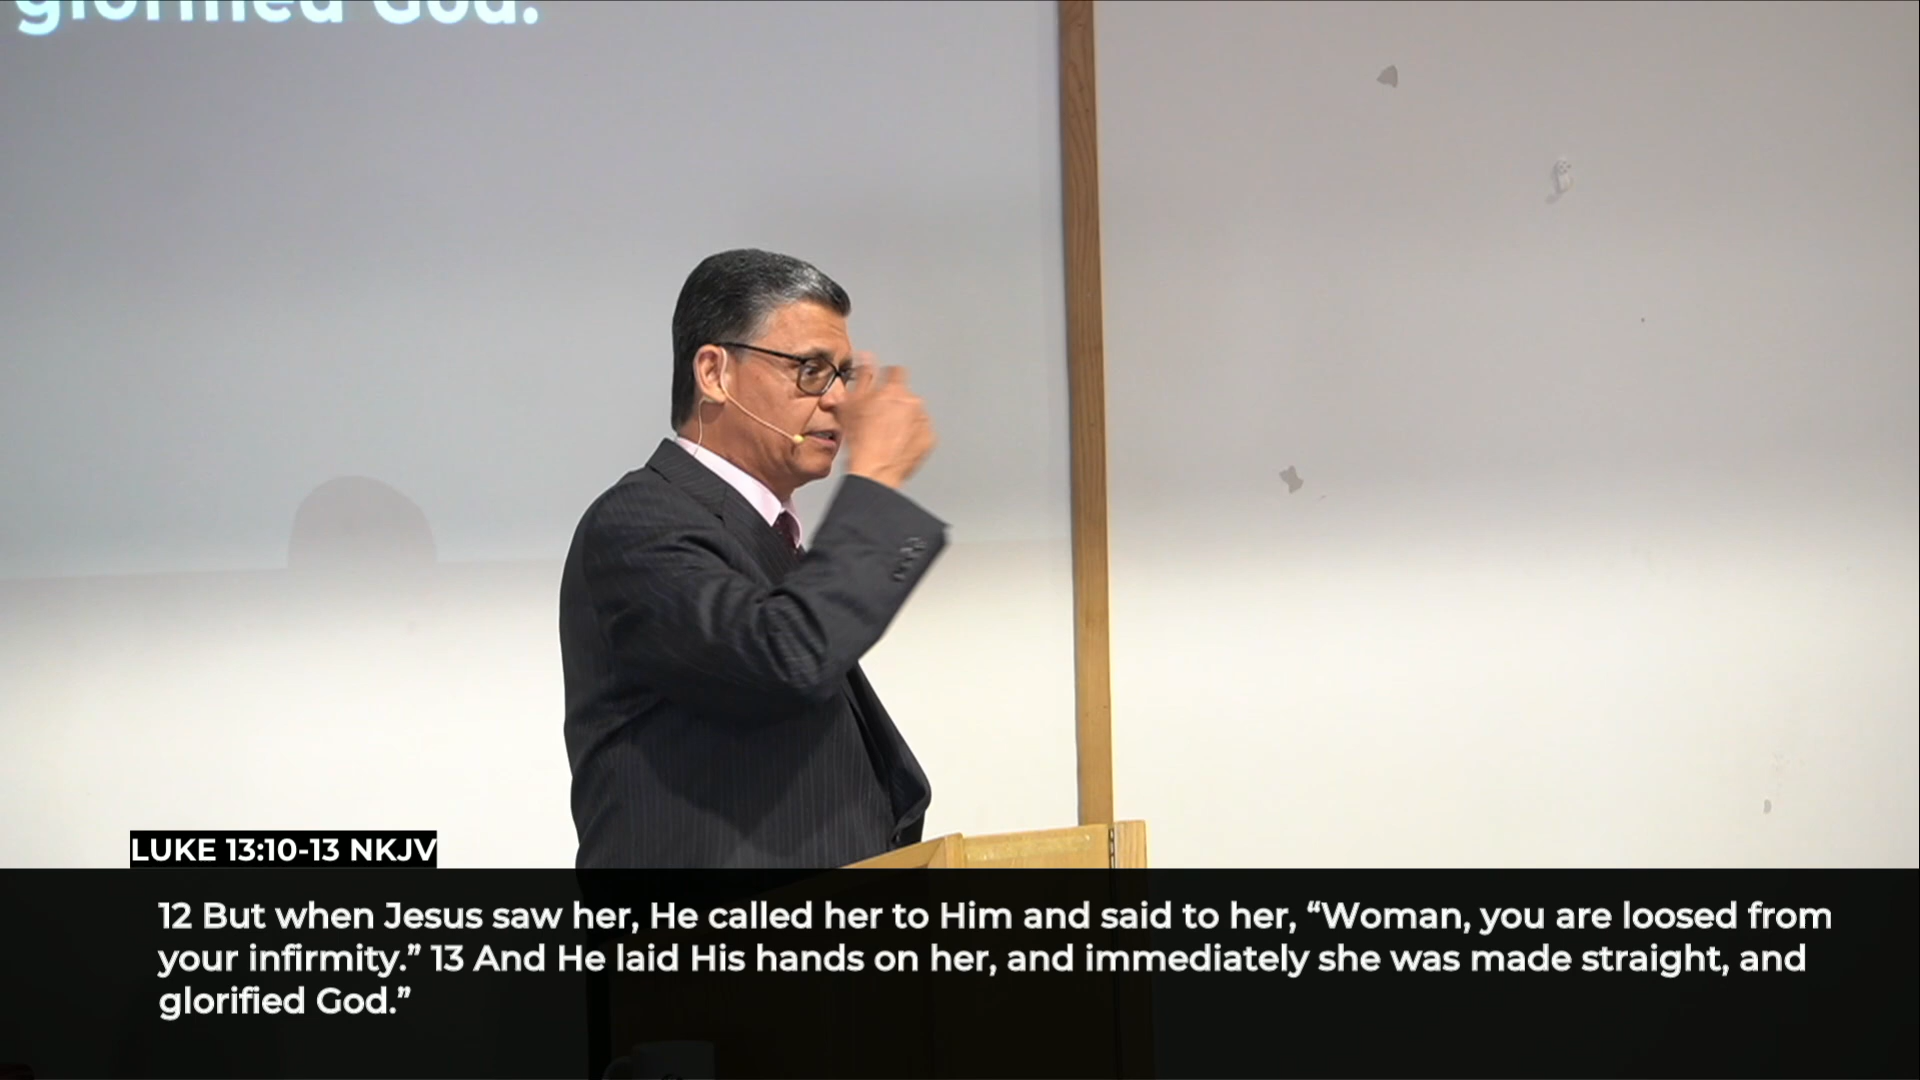 glorified God.
LUKE 13:10-13 NKJV
12 But when Jesus saw her, He called her to Him and said to her, “Woman, you are loosed from
your infirmity.” 13 And He laid His hands on her, and immediately she was made straight, and
glorified God.”